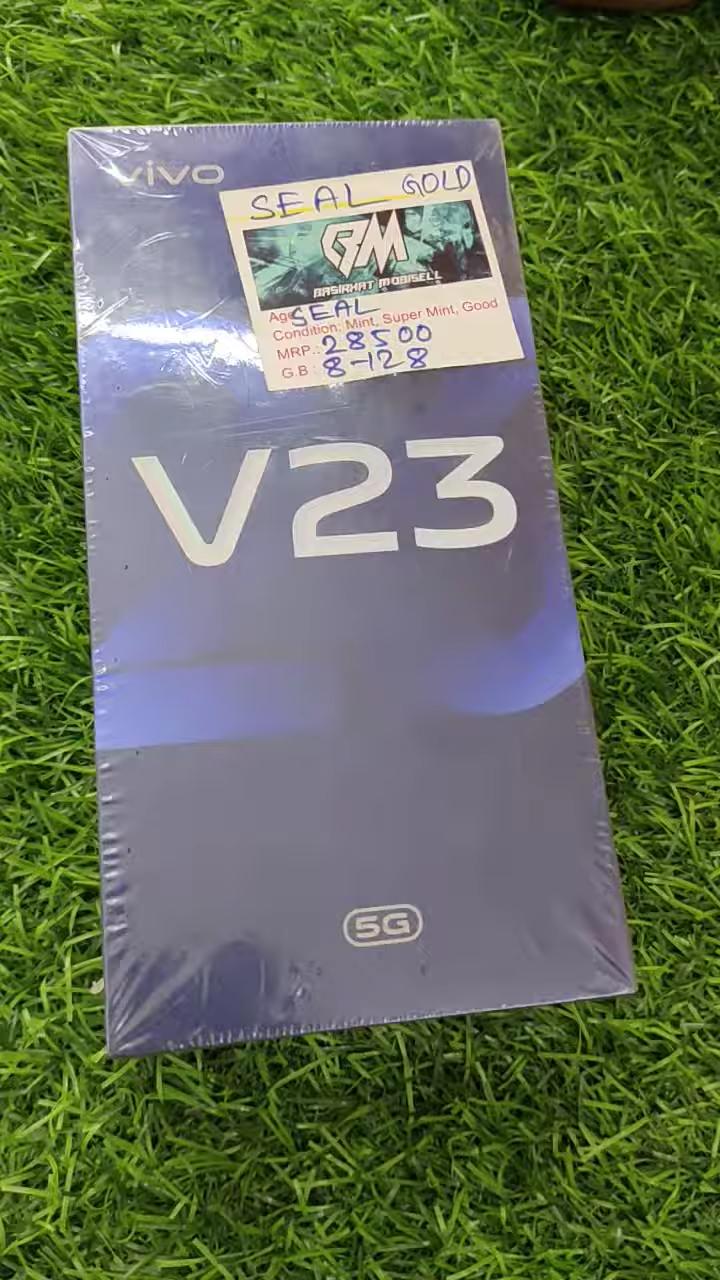 vivo
SEAL GOLD
BM
BASIRHAT MOBISELL
Age SEAL
Condition: Mint, Super Mint, Good
MRP.: 28500
G.B : 8-128
V23
5G